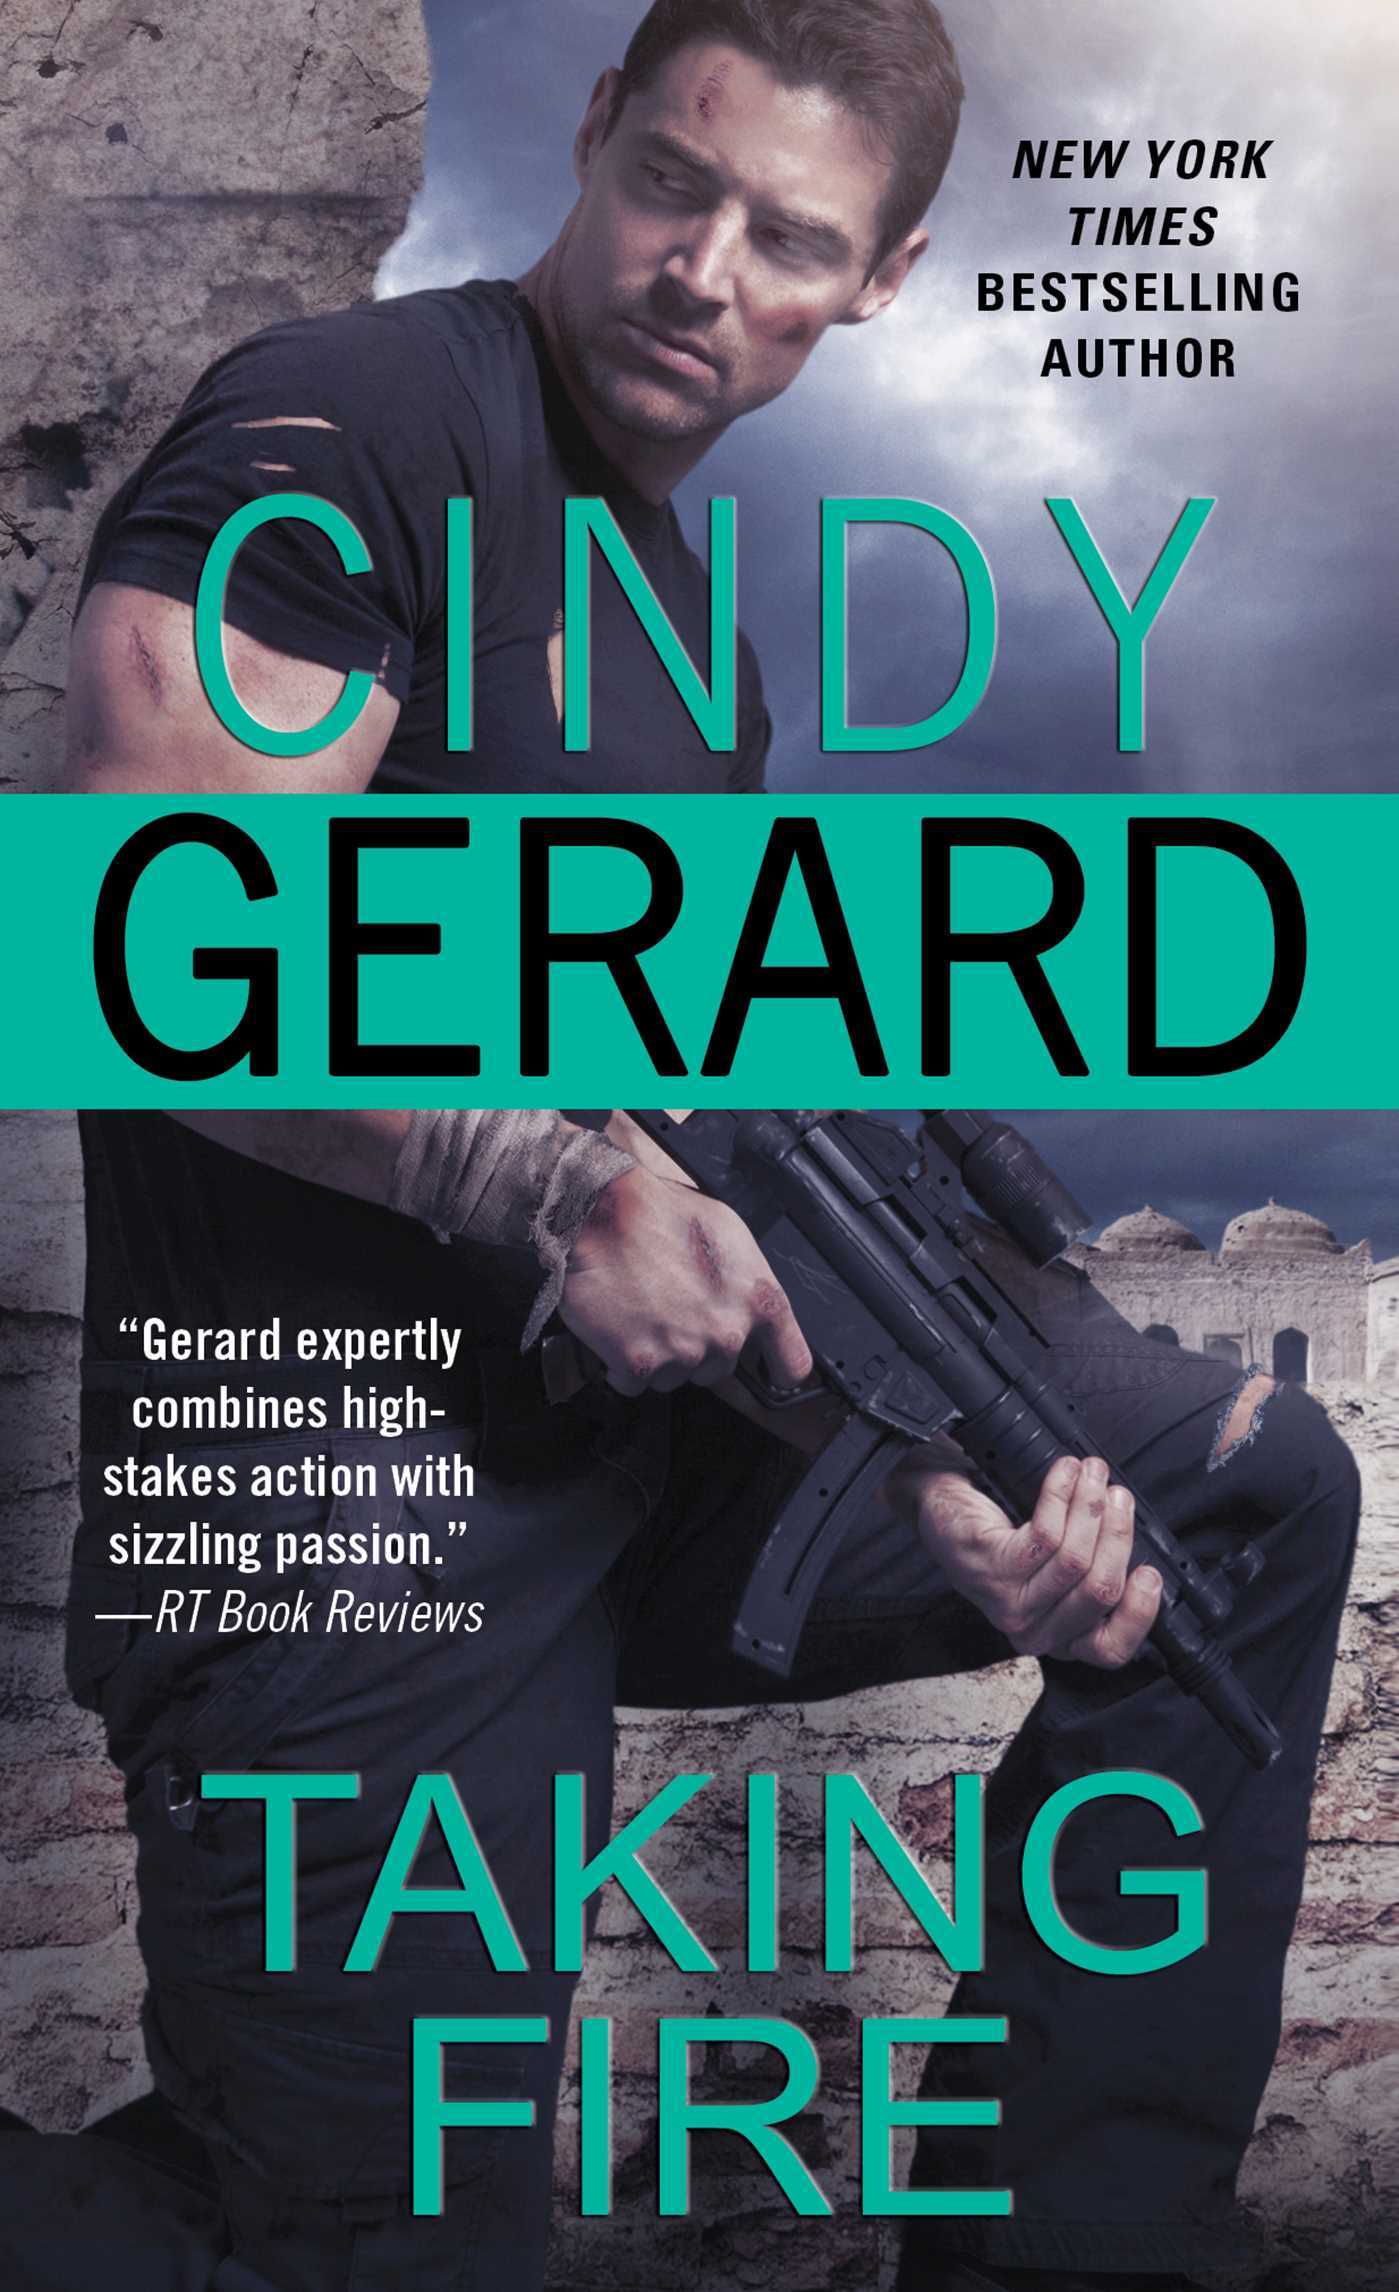 NEW YORK
TIMES
BESTSELLING
AUTHOR
CINDY
GERARD
“Gerard expertly
combines high-
stakes action with
sizzling passion.”
—RT Book Reviews
TAKING
FIRE